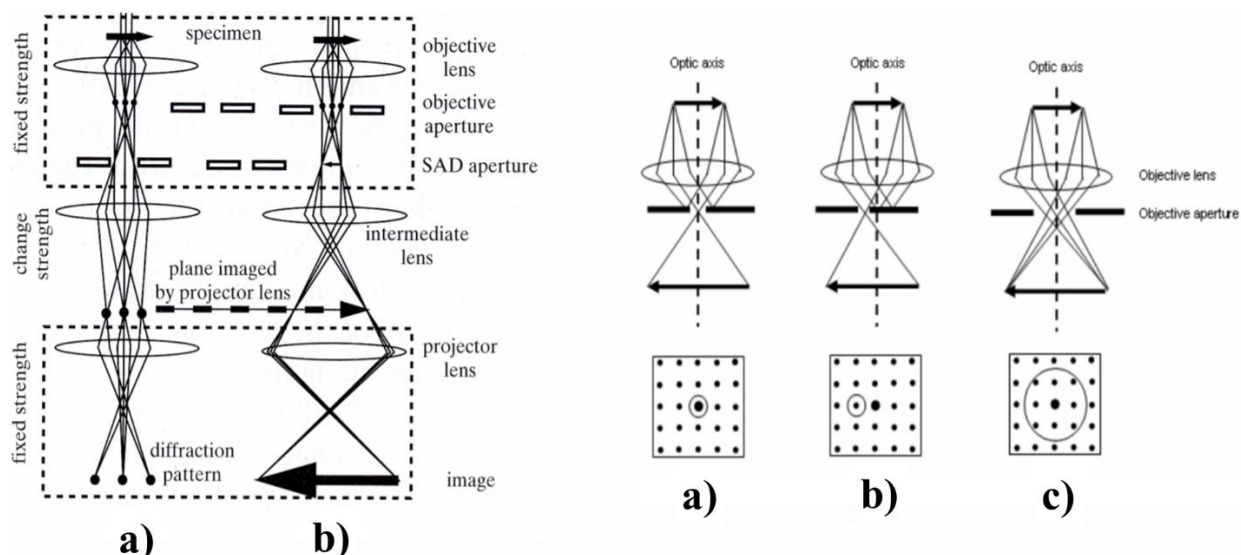 specimen
fixed strength
objective
lens
objective
aperture
SAD aperture
change
strength
intermediate
lens
plane imaged
by projector lens
fixed strength
projector
lens
diffraction
pattern
image
a)
b)
Optic axis
Optic axis
Optic axis
Objective lens
Objective aperture
a)
b)
c)